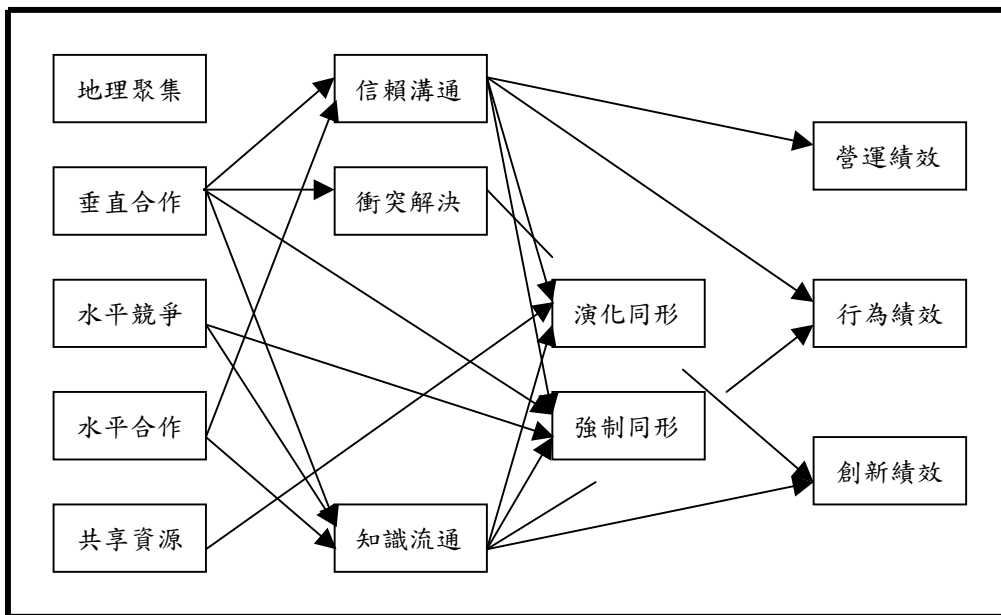 地理聚集
垂直合作
水平競爭
水平合作
共享資源
信賴溝通
衝突解決
知識流通
演化同形
強制同形
營運績效
行為績效
創新績效